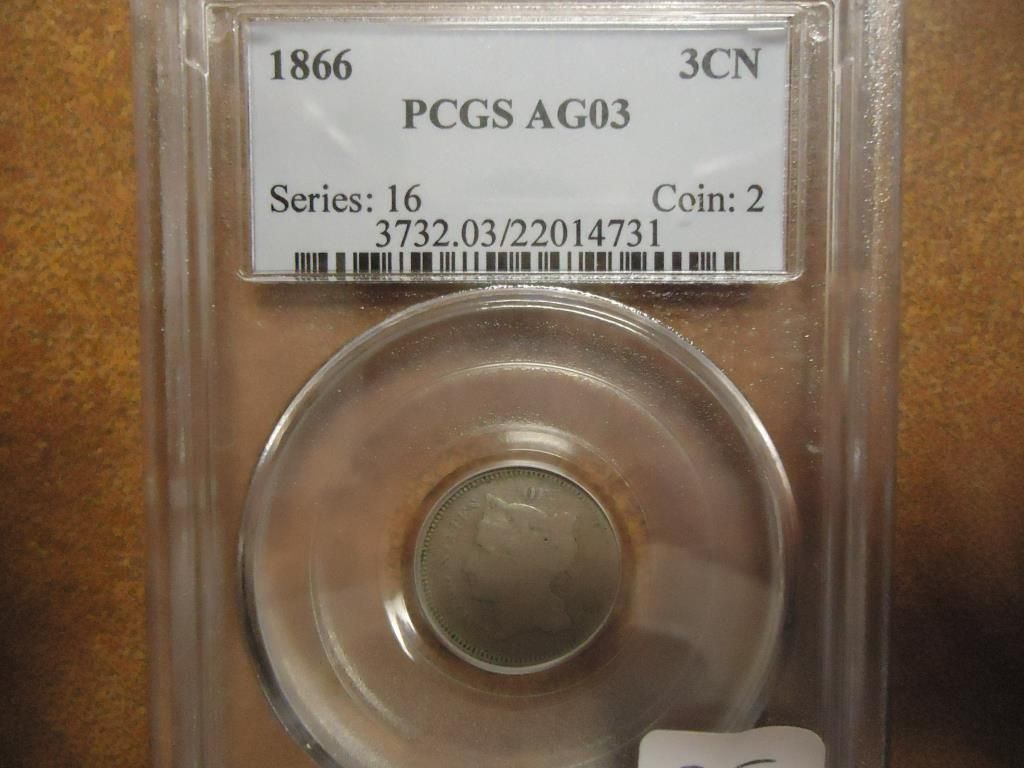 1866 3CN
PCGS AG03
Series: 16 Coin: 2
3732.03/22014731